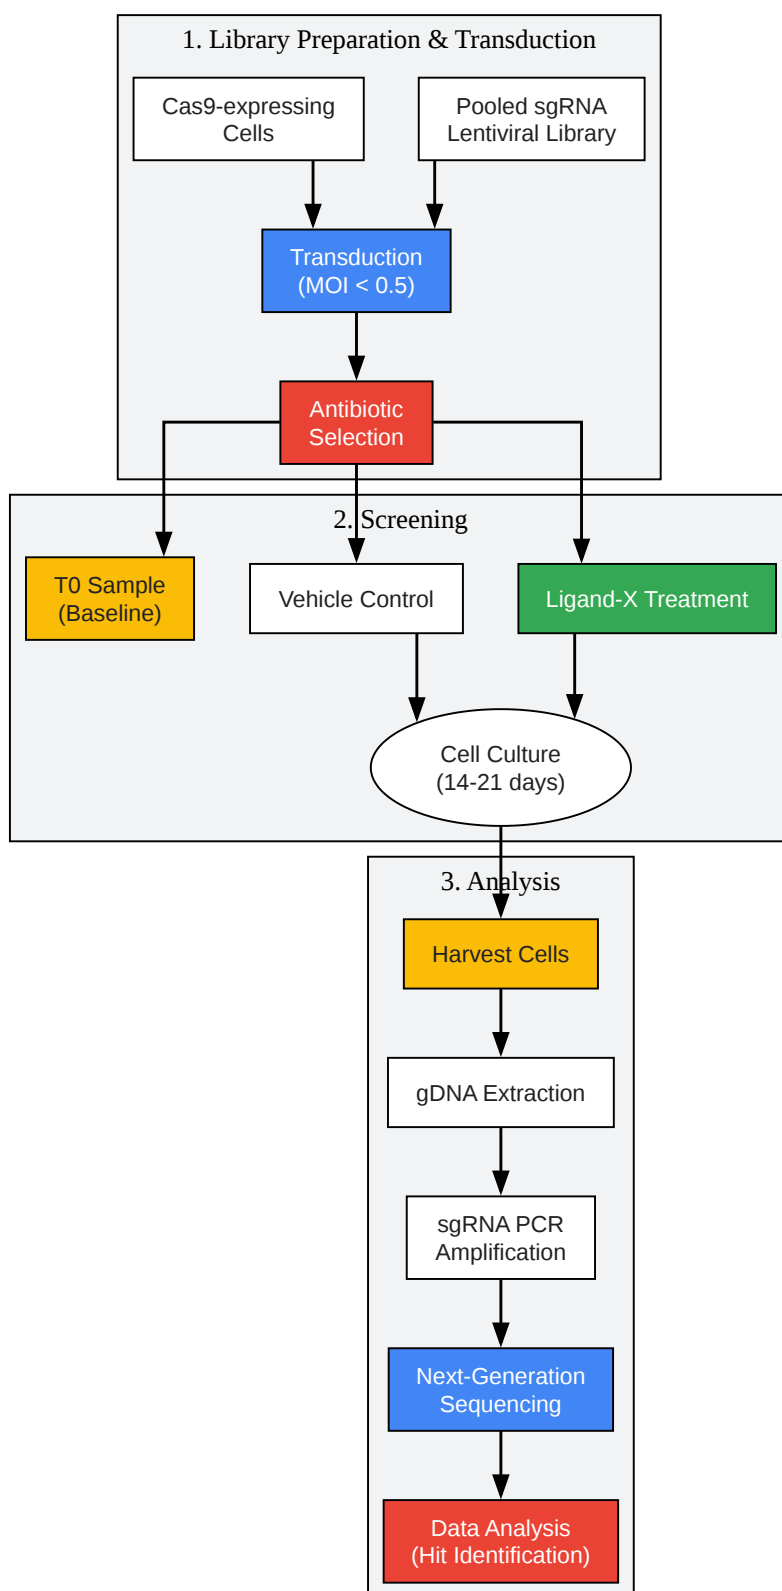 1. Library Preparation & Transduction
Cas9-expressing
Cells
Pooled sgRNA
Lentiviral Library
Transduction
(MOI < 0.5)
Antibiotic
Selection
2. Screening
T0 Sample
(Baseline)
Vehicle Control
Ligand-X Treatment
Cell Culture
(14-21 days)
3. Analysis
Harvest Cells
gDNA Extraction
sgRNA PCR
Amplification
Next-Generation
Sequencing
Data Analysis
(Hit Identification)